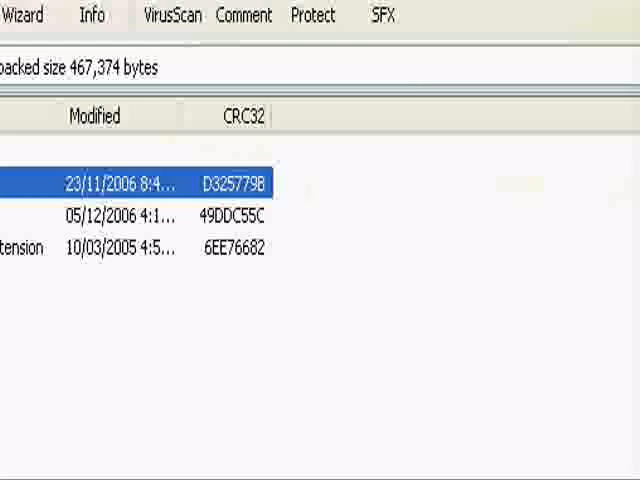 Wizard Info VirusScan Comment Protect SFX
packed size 467,374 bytes
Modified CRC32
23/11/2006 8:4... D325779B
05/12/2006 4:1... 49DDC55C
tension 10/03/2005 4:5... 6EE76682